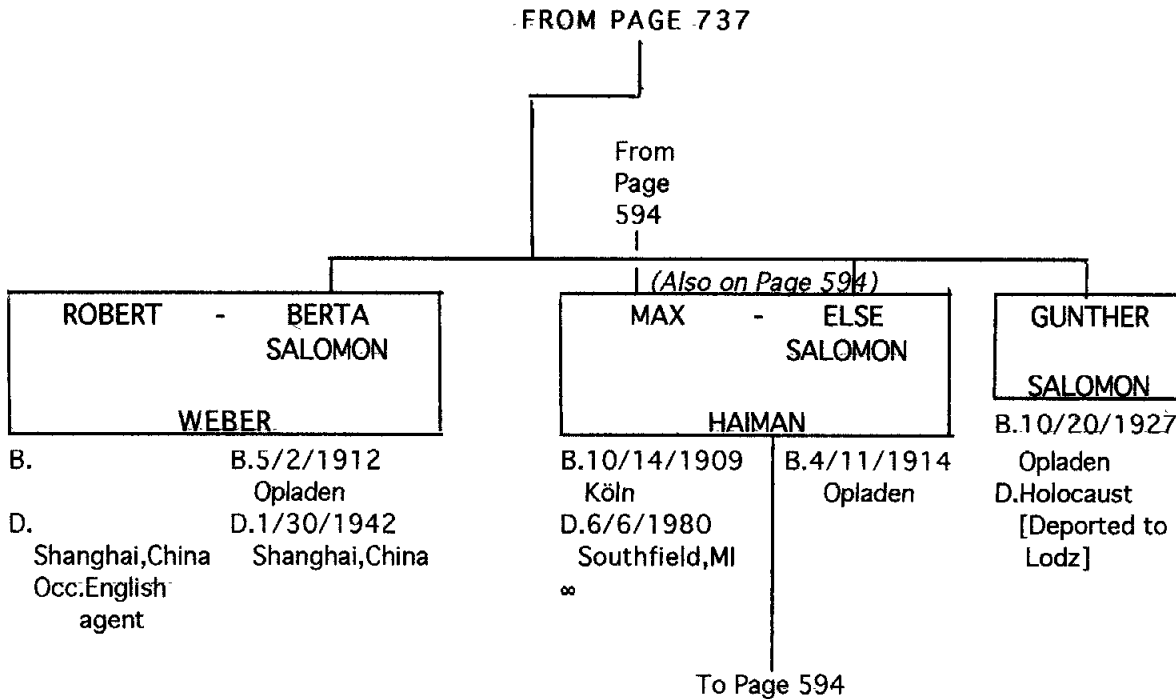 FROM PAGE 737
From
Page
594
(Also on Page 594)
ROBERT - BERTA
SALOMON
WEBER
MAX - ELSE
SALOMON
HAIMAN
GUNTHER
SALOMON
B.
D.
Shanghai,China
Occ.English
agent
B.5/2/1912
Opladen
D.1/30/1942
Shanghai,China
B.10/14/1909
Köln
D.6/6/1980
Southfield,MI
∞
B.4/11/1914
Opladen
B.10/20/1927
Opladen
D.Holocaust
[Deported to
Lodz]
To Page 594